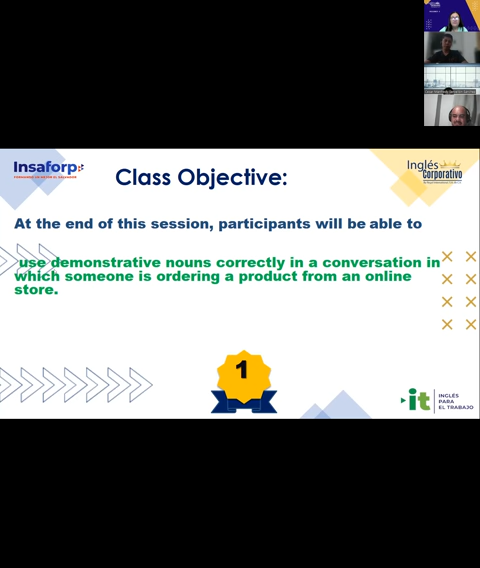 Insaforp
Class Objective:
Inglés
Corporativo
At the end of this session, participants will be able to
use demonstrative nouns correctly in a conversation in
which someone is ordering a product from an online
store.
1
it
INGLÉS
PARA
EL TRABAJO